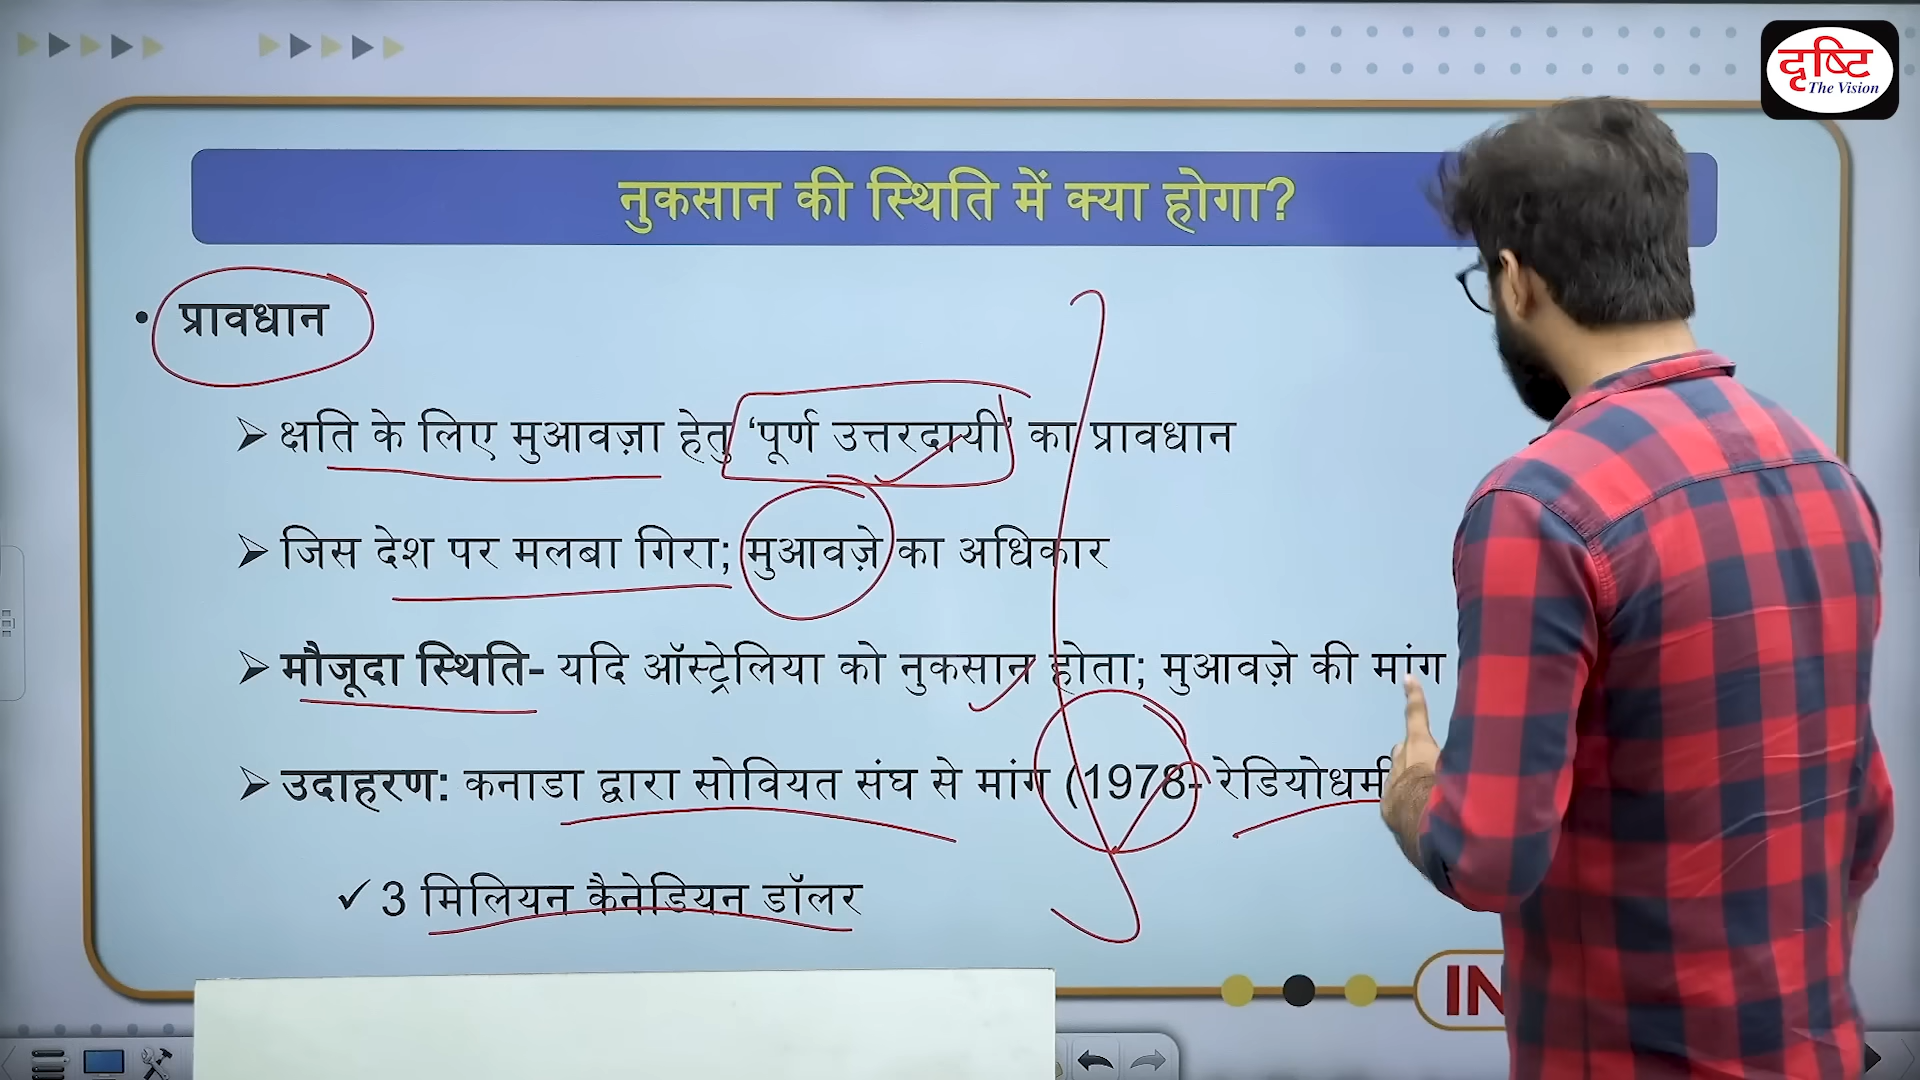 दृष्टि
The Vision
नुकसान की स्थिति में क्या होगा?
• प्रावधान
➢ क्षति के लिए मुआवज़ा हेतु ‘पूर्ण उत्तरदायी’ का प्रावधान
➢ जिस देश पर मलबा गिरा; मुआवज़े का अधिकार
➢ मौजूदा स्थिति- यदि ऑस्ट्रेलिया को नुकसान होता; मुआवज़े की मांग
➢ उदाहरण: कनाडा द्वारा सोवियत संघ से मांग (1978-
✓ 3 मिलियन कैनेडियन डॉलर